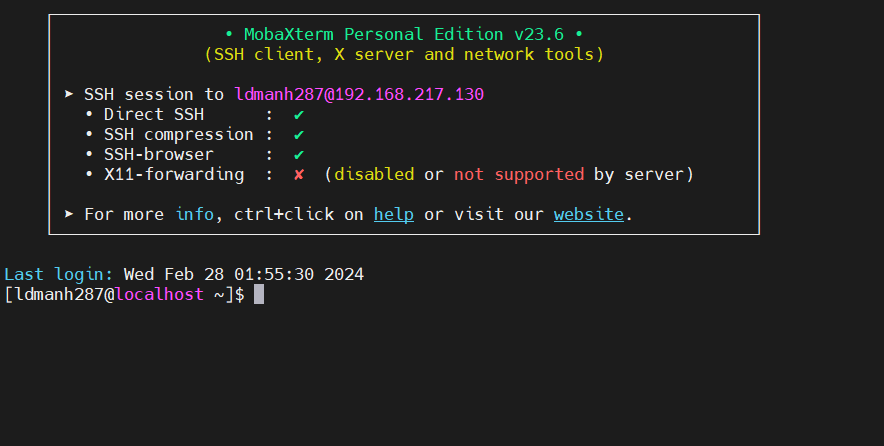 • MobaXterm Personal Edition v23.6 •
(SSH client, X server and network tools)
➤ SSH session to ldmanh287@192.168.217.130
• Direct SSH : ✔
• SSH compression : ✔
• SSH-browser : ✔
• X11-forwarding : ✘ (disabled or not supported by server)
➤ For more info, ctrl+click on help or visit our website.
Last login: Wed Feb 28 01:55:30 2024
[ldmanh287@localhost ~]$